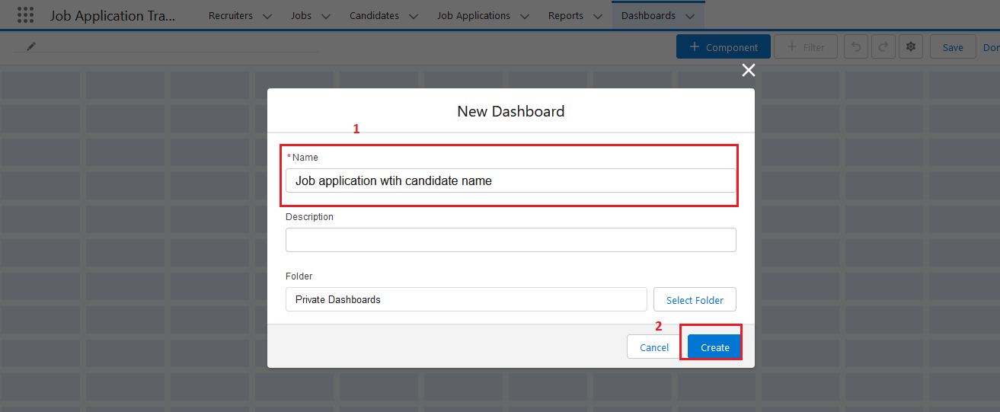 Job Application Tra... Recruiters Jobs Candidates Job Applications Reports Dashboards
+ Component + Filter Save Don
New Dashboard
1
* Name
Job application wtih candidate name
Description
Folder
Private Dashboards Select Folder
2
Cancel Create